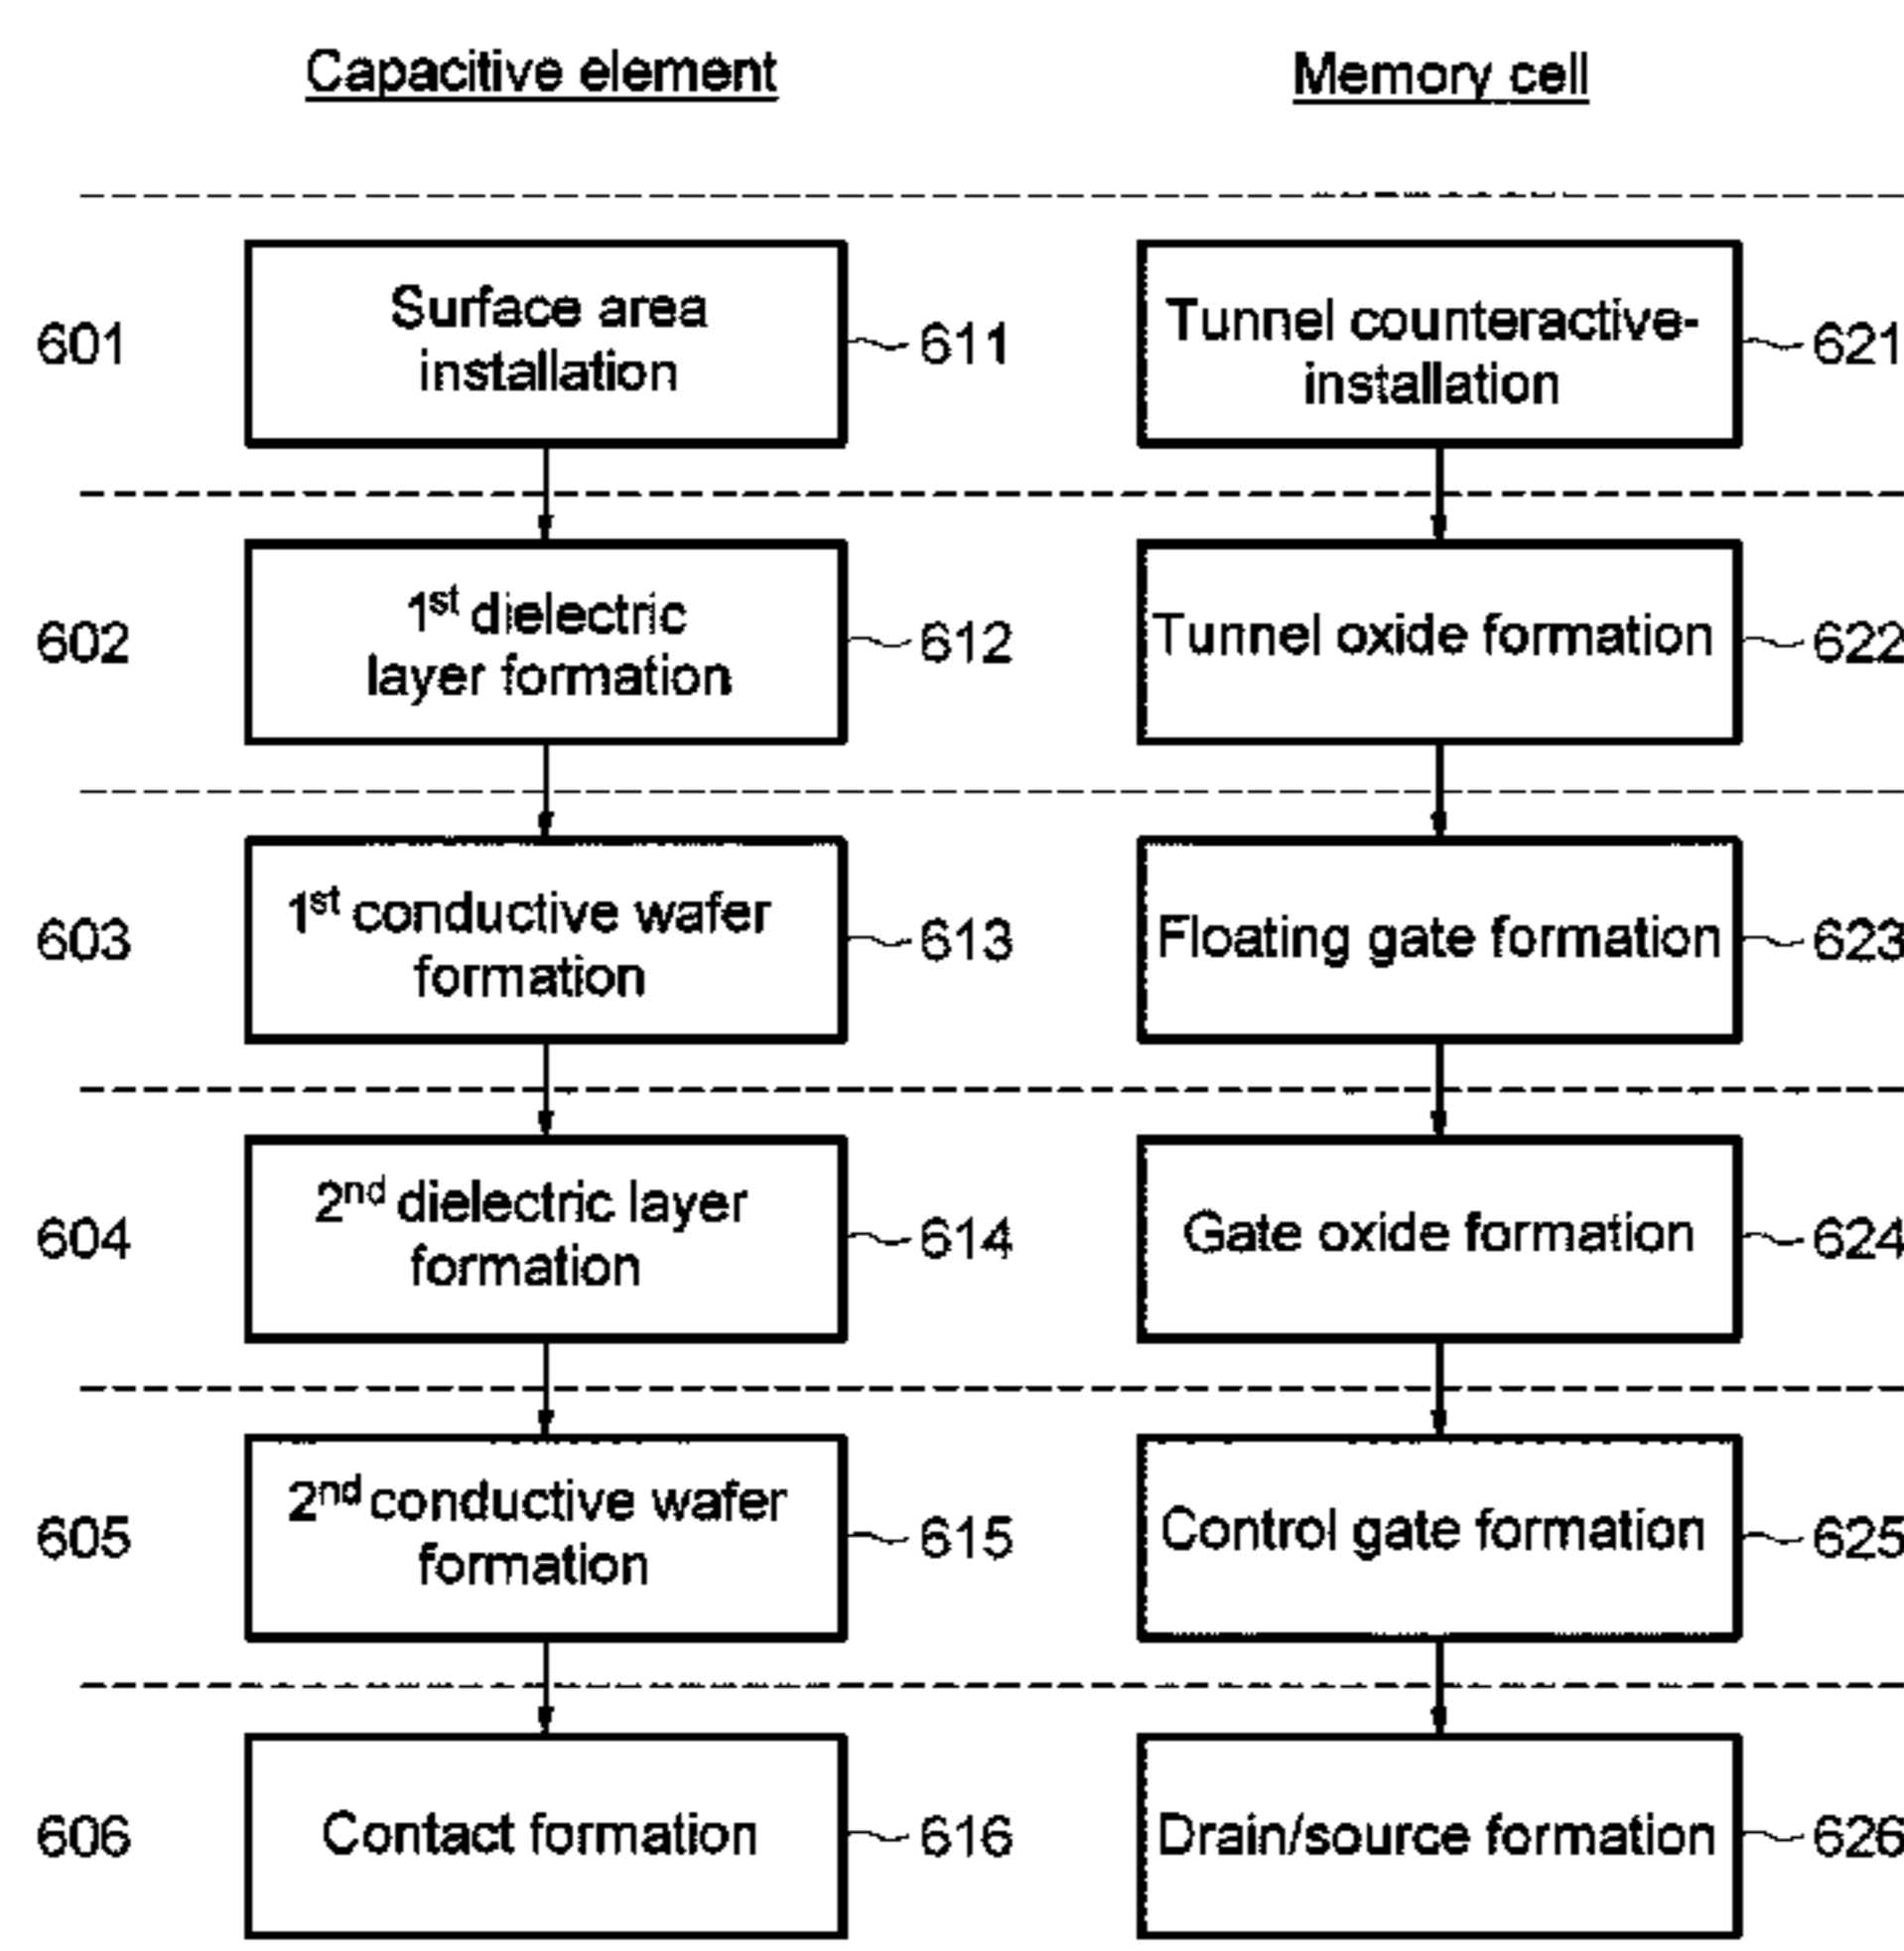 Capacitive element
Memory cell
601
Surface area
installation
611
Tunnel counteractive-
installation
621
602
1st dielectric
layer formation
612
Tunnel oxide formation
622
603
1st conductive wafer
formation
613
Floating gate formation
623
604
2nd dielectric layer
formation
614
Gate oxide formation
624
605
2nd conductive wafer
formation
615
Control gate formation
625
606
Contact formation
616
Drain/source formation
626